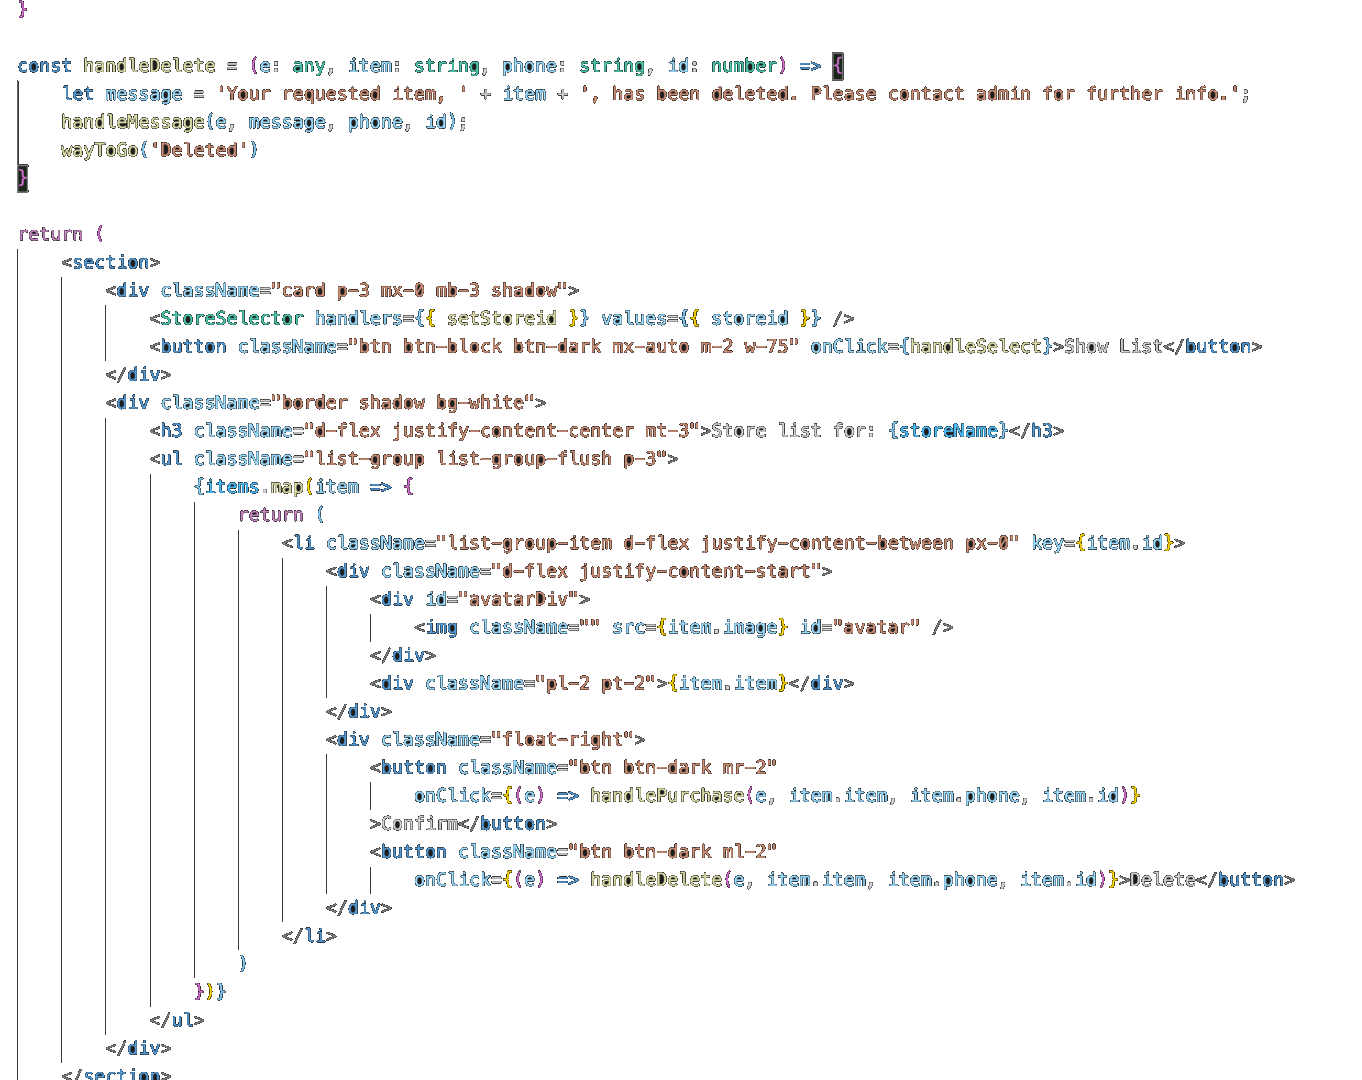 }
const handleDelete = (e: any, item: string, phone: string, id: number) => {
let message = 'Your requested item, ' + item + ', has been deleted. Please contact admin for further info.';
handleMessage(e, message, phone, id);
wayToGo('Deleted')
}
return (
<section>
<div className="card p-3 mx-0 mb-3 shadow">
<StoreSelector handlers={{ setStoreid }} values={{ storeid }} />
<button className="btn btn-block btn-dark mx-auto m-2 w-75" onClick={handleSelect}>Show List</button>
</div>
<div className="border shadow bg-white">
<h3 className="d-flex justify-content-center mt-3">Store list for: {storeName}</h3>
<ul className="list-group list-group-flush p-3">
{items.map(item => {
return (
<li className="list-group-item d-flex justify-content-between px-0" key={item.id}>
<div className="d-flex justify-content-start">
<div id="avatarDiv">
<img className="" src={item.image} id="avatar" />
</div>
<div className="pl-2 pt-2">{item.item}</div>
</div>
<div className="float-right">
<button className="btn btn-dark mr-2"
onClick={(e) => handlePurchase(e, item.item, item.phone, item.id)}
>Confirm</button>
<button className="btn btn-dark ml-2"
onClick={(e) => handleDelete(e, item.item, item.phone, item.id)}>Delete</button>
</div>
</li>
)
})}
</ul>
</div>
</section>